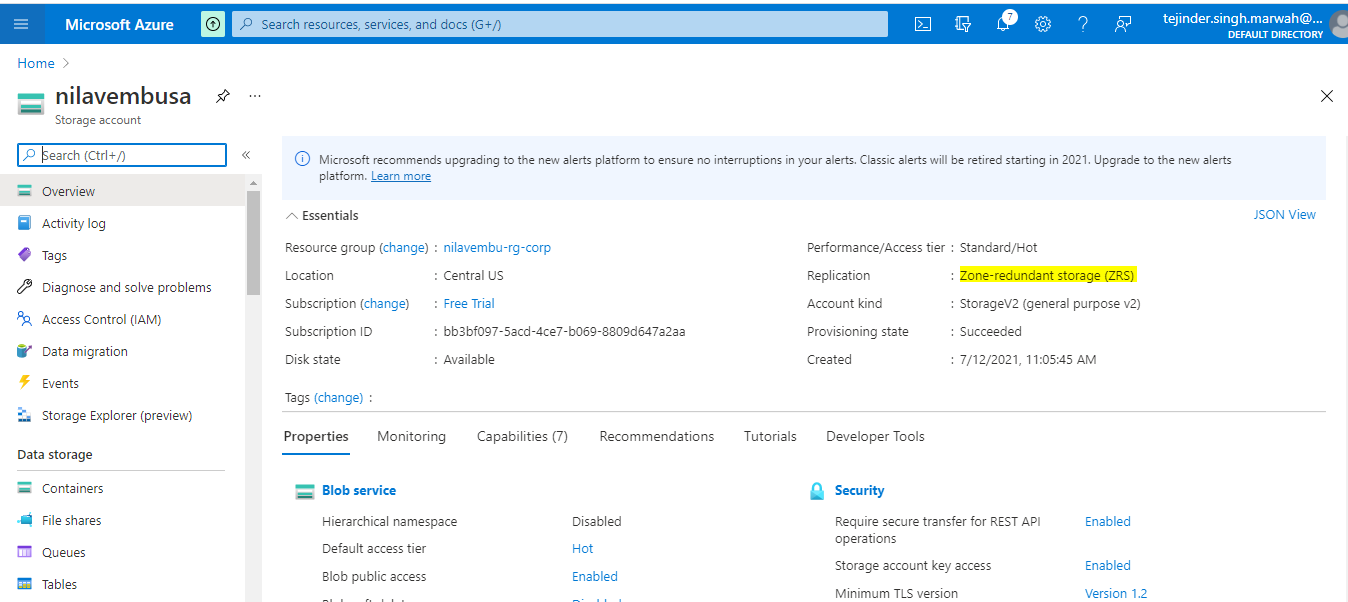 Microsoft Azure
Search resources, services, and docs (G+/)
7
tejinder.singh.marwah@...
DEFAULT DIRECTORY
Home
nilavembusa
...
Storage account
Search (Ctrl+/)
«
Overview
Activity log
Tags
Diagnose and solve problems
Access Control (IAM)
Data migration
Events
Storage Explorer (preview)
Data storage
Containers
File shares
Queues
Tables
Microsoft recommends upgrading to the new alerts platform to ensure no interruptions in your alerts. Classic alerts will be retired starting in 2021. Upgrade to the new alerts
platform. Learn more
Essentials
JSON View
Resource group (change) : nilavembu-rg-corp
Location : Central US
Subscription (change) : Free Trial
Subscription ID : bb3bf097-5acd-4ce7-b069-8809d647a2aa
Disk state : Available
Performance/Access tier : Standard/Hot
Replication : Zone-redundant storage (ZRS)
Account kind : StorageV2 (general purpose v2)
Provisioning state : Succeeded
Created : 7/12/2021, 11:05:45 AM
Tags (change) :
Properties Monitoring Capabilities (7) Recommendations Tutorials Developer Tools
Blob service
Hierarchical namespace Disabled
Default access tier Hot
Blob public access Enabled
Security
Require secure transfer for REST API Enabled
operations
Storage account key access Enabled
Minimum TLS version Version 1.2